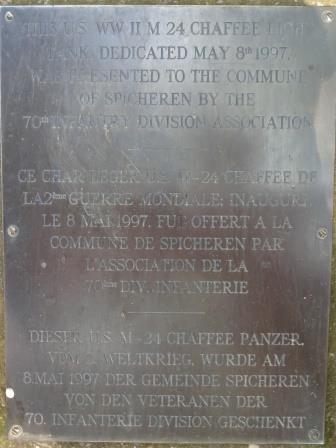 THIS U.S. WW II M 24 CHAFFEE LIGHT
TANK, DEDICATED MAY 8th 1997,
WAS PRESENTED TO THE COMMUNE
OF SPICHEREN BY THE
70th INFANTRY DIVISION ASSOCIATION
CE CHAR LEGER U.S. M-24 CHAFFEE DE
LA 2ème GUERRE MONDIALE; INAUGURE
LE 8 MAI 1997, FUT OFFERT A LA
COMMUNE DE SPICHEREN PAR
L'ASSOCIATION DE LA
70ème DIV. INFANTERIE
DIESER U.S. M-24 CHAFFEE PANZER,
VOM 2. WELTKRIEG, WURDE AM
8.MAI 1997 DER GEMEINDE SPICHEREN
VON DEN VETERANEN DER
70. INFANTERIE DIVISION GESCHENKT